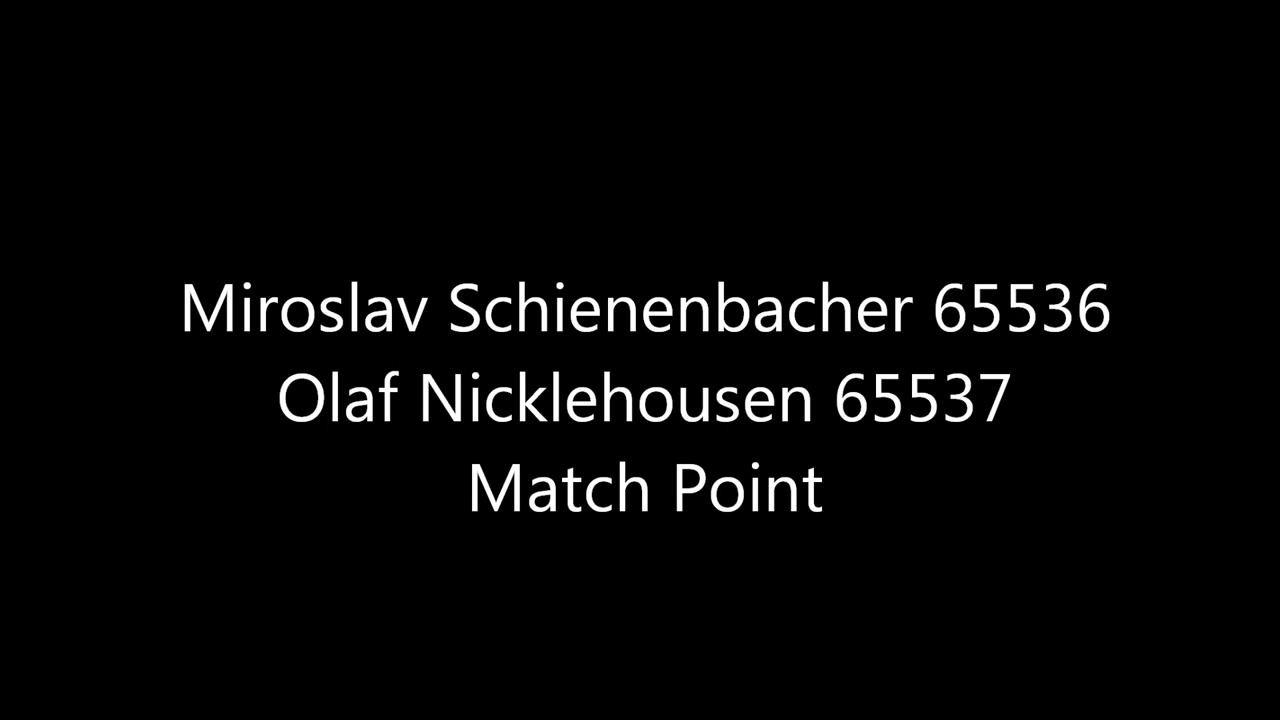 Miroslav Schienenbacher 65536
Olaf Nicklehousen 65537
Match Point